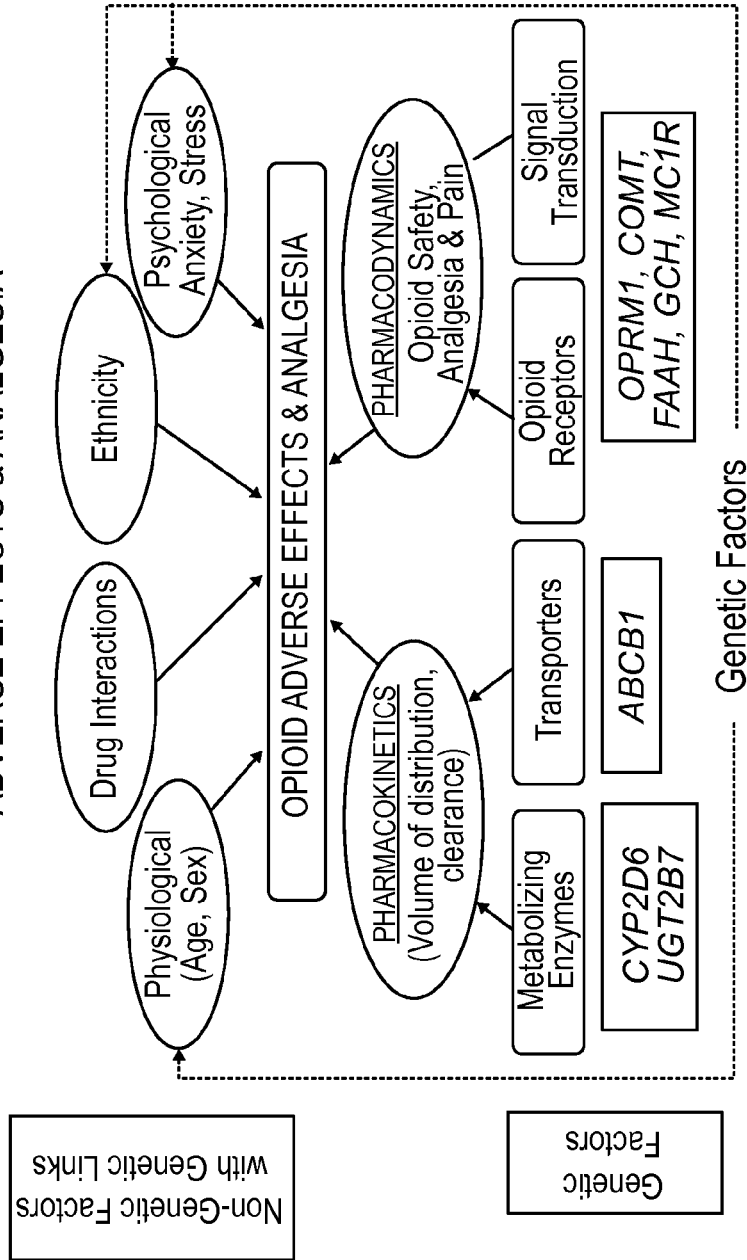 ADVERSE EFFECTS & ANALGESIA
Non-Genetic Factors
with Genetic Links
Physiological
(Age, Sex)
Drug Interactions
Ethnicity
Psychological
Anxiety, Stress
OPIOID ADVERSE EFFECTS & ANALGESIA
PHARMACOKINETICS
(Volume of distribution,
clearance)
PHARMACODYNAMICS
Opioid Safety,
Analgesia & Pain
Genetic
Factors
Metabolizing
Enzymes
Transporters
Opioid
Receptors
Signal
Transduction
CYP2D6
UGT2B7
ABCB1
OPRM1, COMT,
FAAH, GCH, MC1R
Genetic Factors